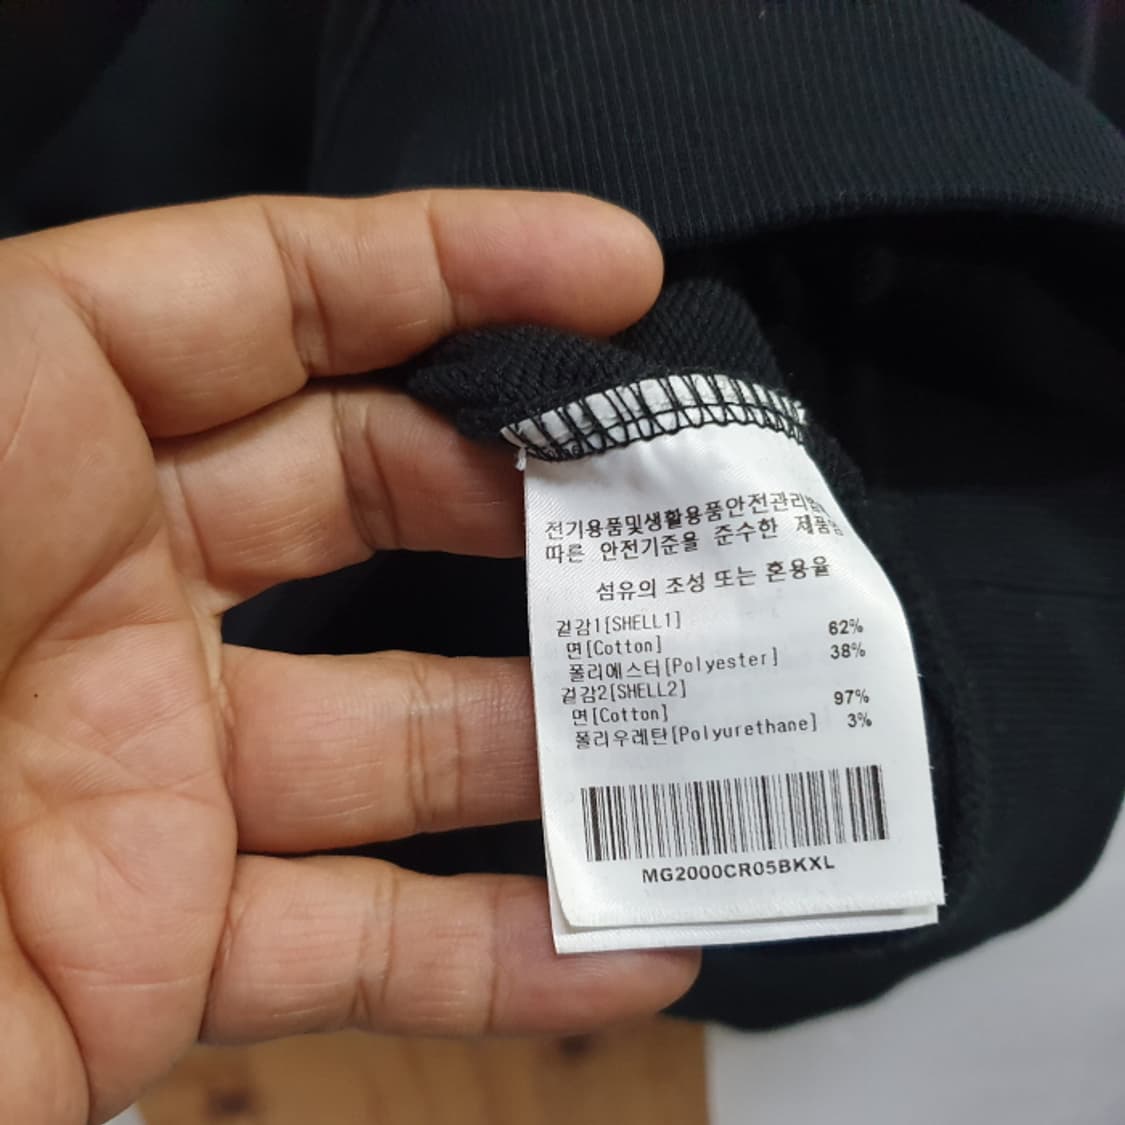 전기용품및생활용품안전관리법
따른 안전기준을 준수한 제품임
섬유의 조성 또는 혼용율
겉감1[SHELL1]
면[Cotton] 62%
폴리에스터[Polyester] 38%
겉감2[SHELL2]
면[Cotton] 97%
폴리우레탄[Polyurethane] 3%
MG2000CR05BKXL